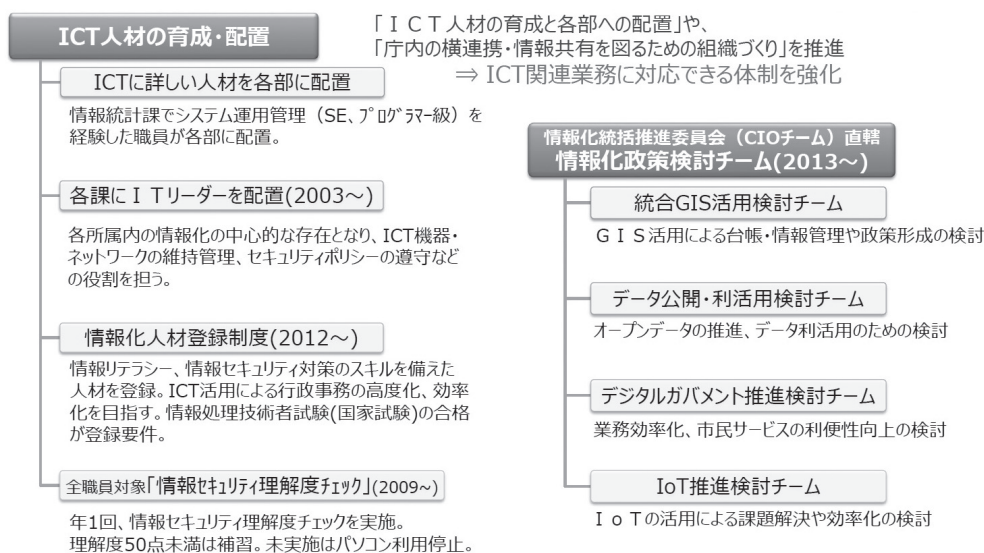 ICT人材の育成・配置
「ＩＣＴ人材の育成と各部への配置」や、
「庁内の横連携・情報共有を図るための組織づくり」を推進
⇒ ICT関連業務に対応できる体制を強化
ICTに詳しい人材を各部に配置
情報統計課でシステム運用管理（SE、ﾌﾟﾛｸﾞﾗﾏｰ級）を
経験した職員が各部に配置。
各課にＩＴリーダーを配置(2003～)
各所属内の情報化の中心的な存在となり、ICT機器・
ネットワークの維持管理、セキュリティポリシーの遵守など
の役割を担う。
情報化人材登録制度(2012～)
情報リテラシー、情報セキュリティ対策のスキルを備えた
人材を登録。ICT活用による行政事務の高度化、効率
化を目指す。情報処理技術者試験(国家試験)の合格
が登録要件。
全職員対象「情報ｾｷｭﾘﾃｨ理解度ﾁｪｯｸ」(2009~)
年1回、情報セキュリティ理解度チェックを実施。
理解度50点未満は補習。未実施はパソコン利用停止。
情報化統括推進委員会（CIOチーム）直轄
情報化政策検討チーム(2013～)
統合GIS活用検討チーム
ＧＩＳ活用による台帳・情報管理や政策形成の検討
データ公開・利活用検討チーム
オープンデータの推進、データ利活用のための検討
デジタルガバメント推進検討チーム
業務効率化、市民サービスの利便性向上の検討
IoT推進検討チーム
ＩｏＴの活用による課題解決や効率化の検討